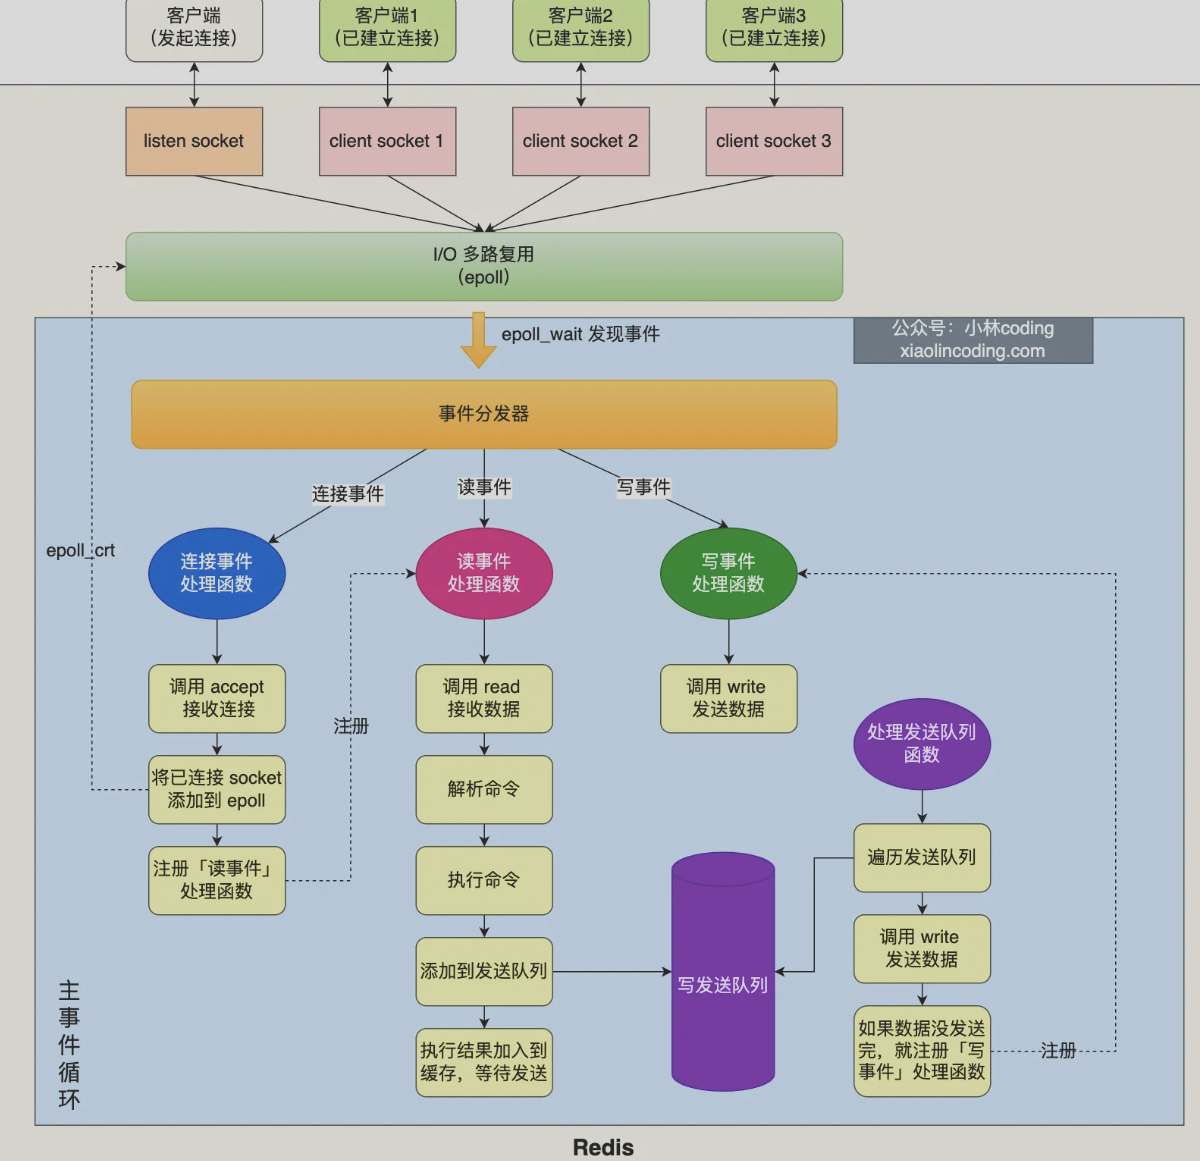 客户端
（发起连接）
客户端1
（已建立连接）
客户端2
（已建立连接）
客户端3
（已建立连接）
listen socket
client socket 1
client socket 2
client socket 3
I/O 多路复用
（epoll）
epoll_wait 发现事件
公众号：小林coding
xiaolincoding.com
事件分发器
连接事件
读事件
写事件
epoll_crt
连接事件
处理函数
读事件
处理函数
写事件
处理函数
调用 accept
接收连接
将已连接 socket
添加到 epoll
注册「读事件」
处理函数
注册
调用 read
接收数据
解析命令
执行命令
添加到发送队列
执行结果加入到
缓存，等待发送
调用 write
发送数据
写发送队列
处理发送队列
函数
遍历发送队列
调用 write
发送数据
如果数据没发送
完，就注册「写
事件」处理函数
注册
主
事
件
循
环
Redis